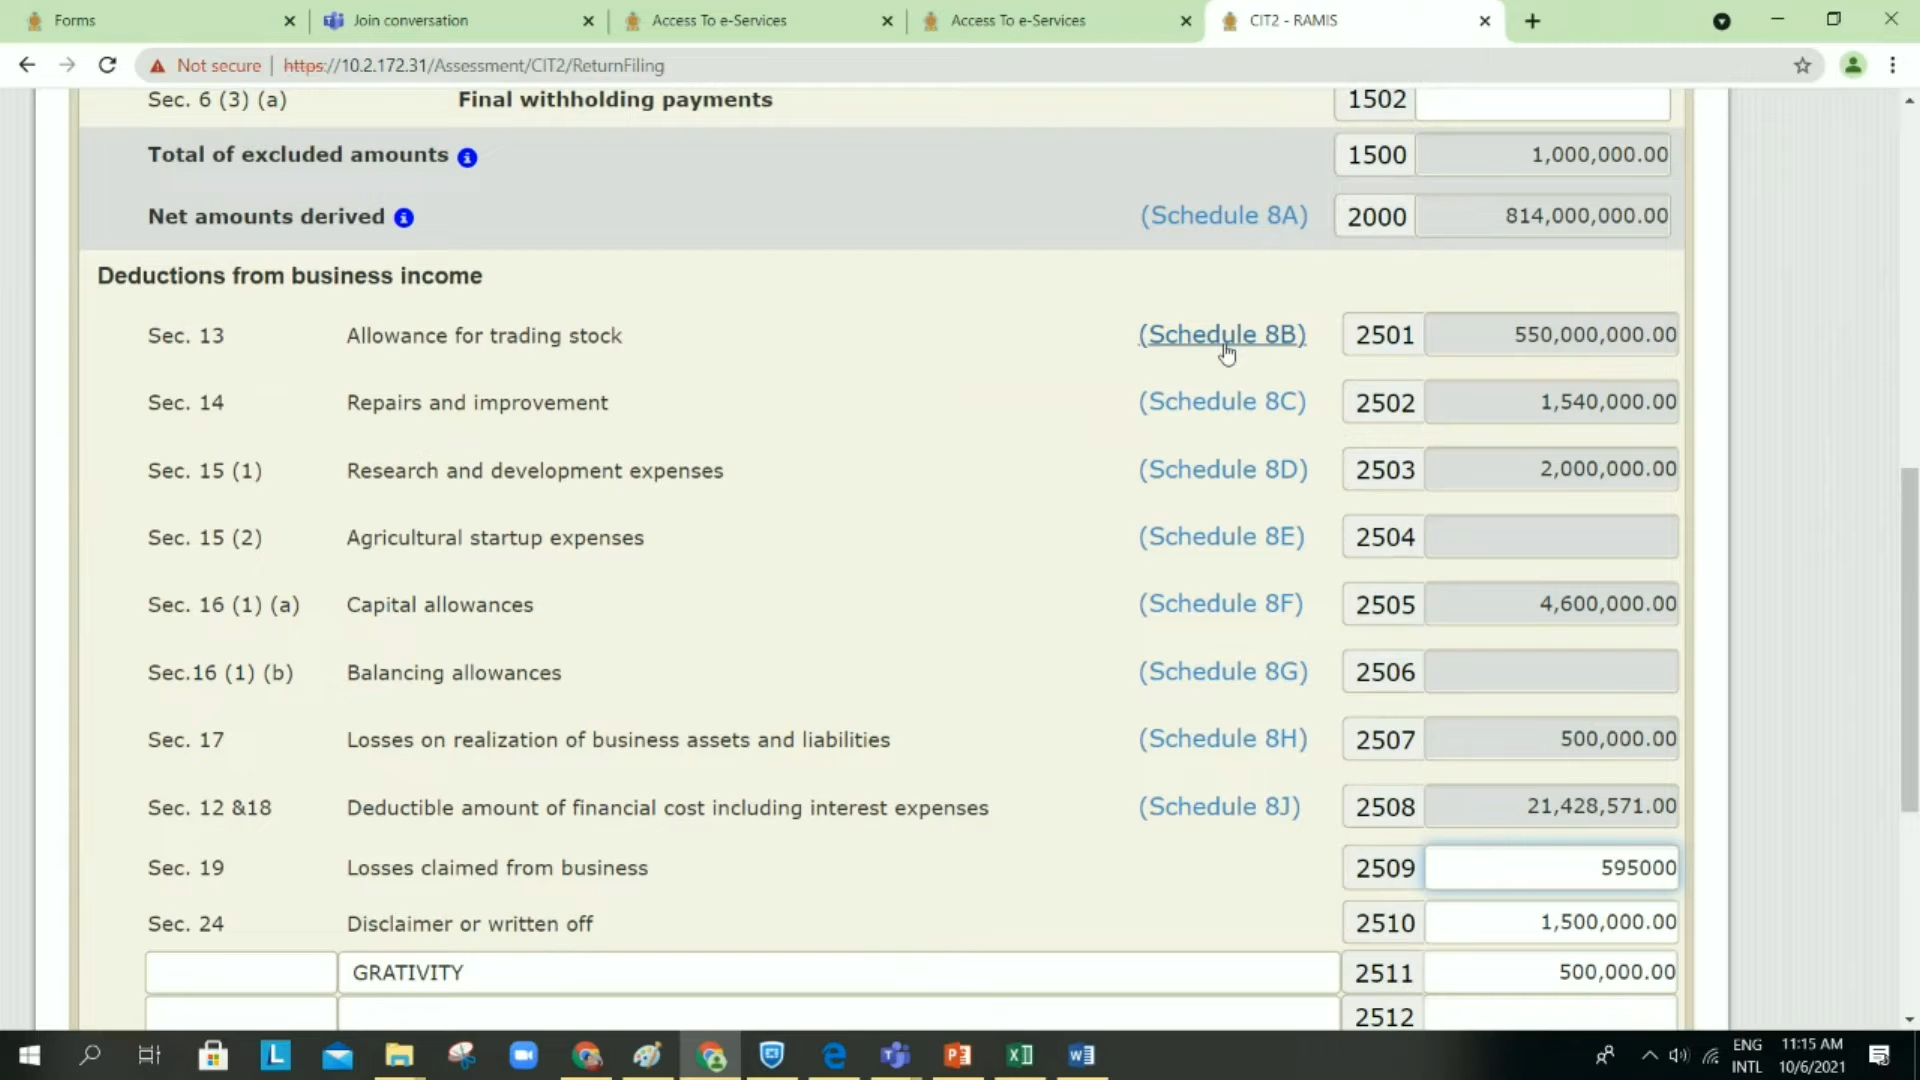 Forms
Join conversation
Access To e-Services
Access To e-Services
CIT2 - RAMIS
Not secure | https://10.2.172.31/Assessment/CIT2/ReturnFiling
Sec. 6 (3) (a) Final withholding payments 1502
Total of excluded amounts 1500 1,000,000.00
Net amounts derived (Schedule 8A) 2000 814,000,000.00
Deductions from business income
Sec. 13 Allowance for trading stock (Schedule 8B) 2501 550,000,000.00
Sec. 14 Repairs and improvement (Schedule 8C) 2502 1,540,000.00
Sec. 15 (1) Research and development expenses (Schedule 8D) 2503 2,000,000.00
Sec. 15 (2) Agricultural startup expenses (Schedule 8E) 2504
Sec. 16 (1) (a) Capital allowances (Schedule 8F) 2505 4,600,000.00
Sec.16 (1) (b) Balancing allowances (Schedule 8G) 2506
Sec. 17 Losses on realization of business assets and liabilities (Schedule 8H) 2507 500,000.00
Sec. 12 &18 Deductible amount of financial cost including interest expenses (Schedule 8J) 2508 21,428,571.00
Sec. 19 Losses claimed from business 2509 595000
Sec. 24 Disclaimer or written off 2510 1,500,000.00
GRATIVITY 2511 500,000.00
2512
ENG 11:15 AM
INTL 10/6/2021